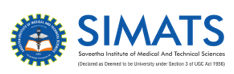 SIMATS
Saveetha Institute of Medical And Technical Sciences
(Declared as Deemed to be University under Section 3 of UGC Act 1956)